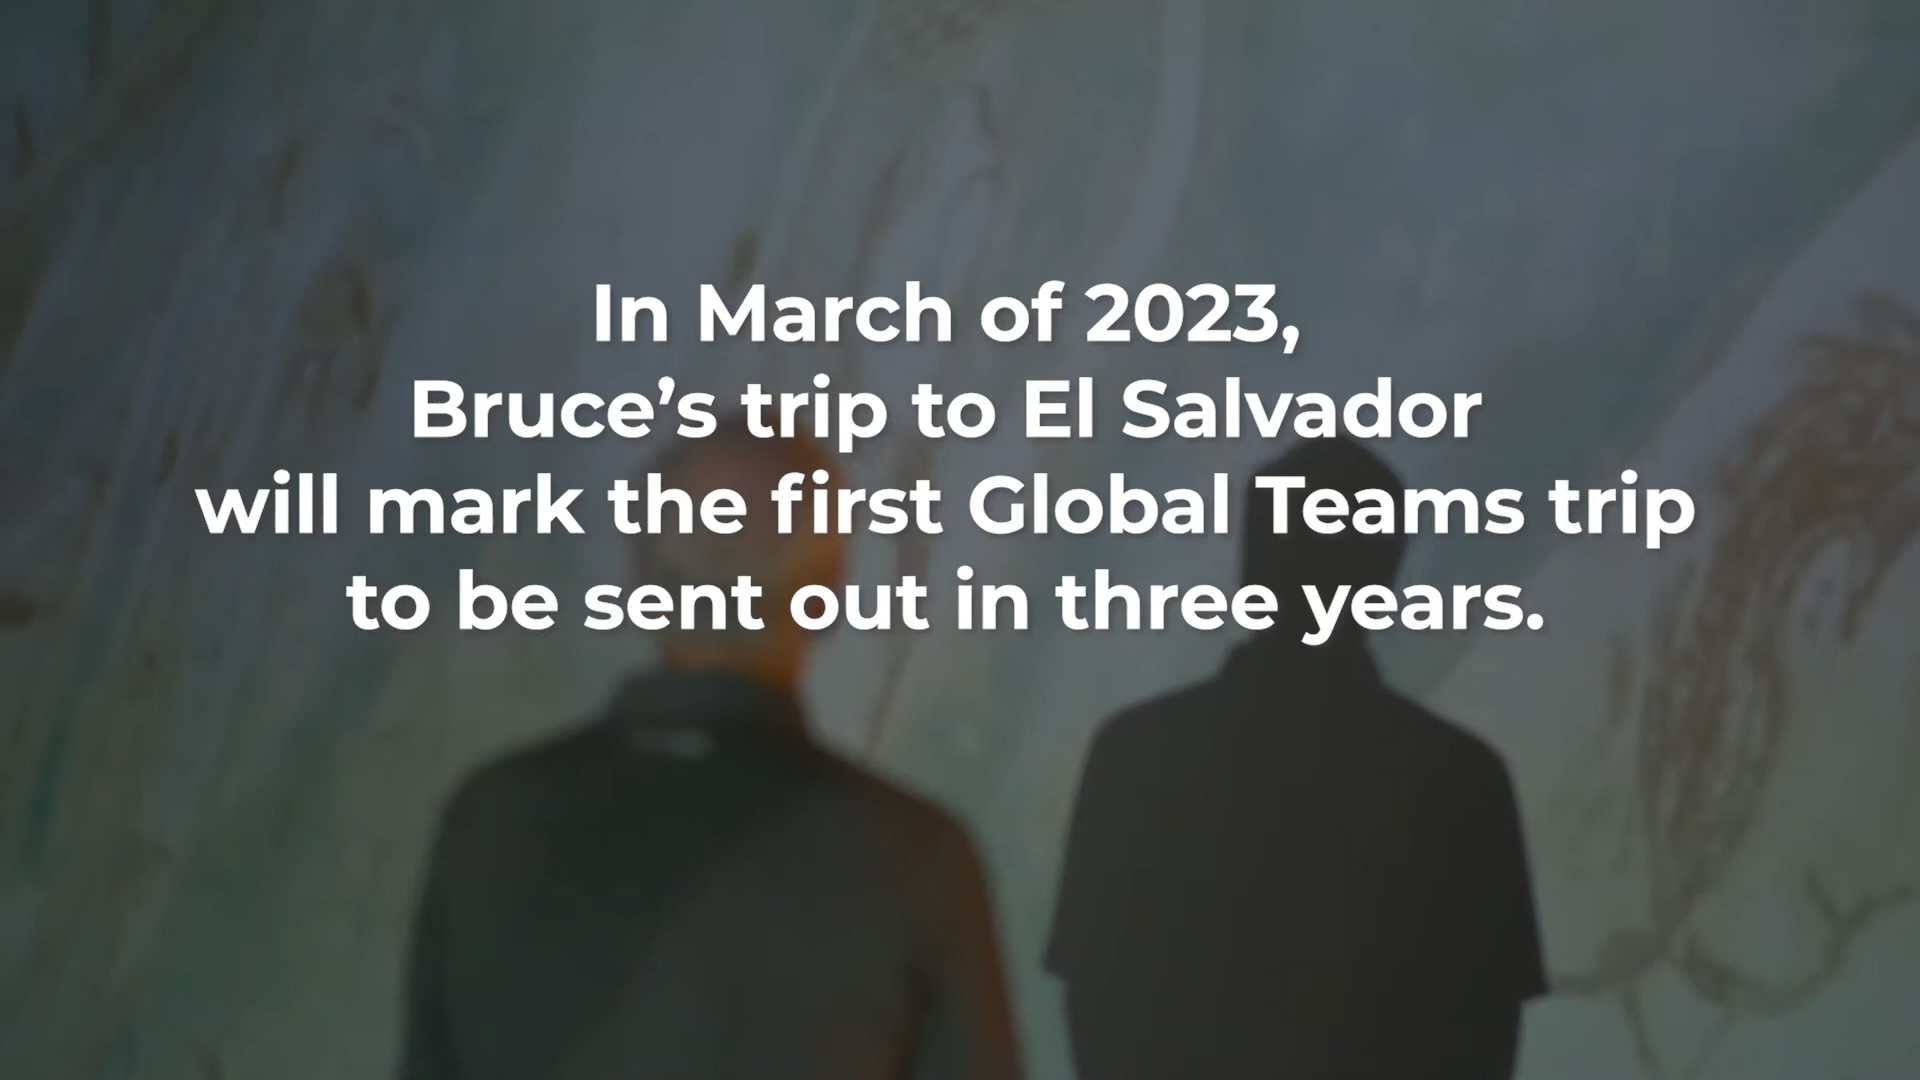 In March of 2023,
Bruce’s trip to El Salvador
will mark the first Global Teams trip
to be sent out in three years.